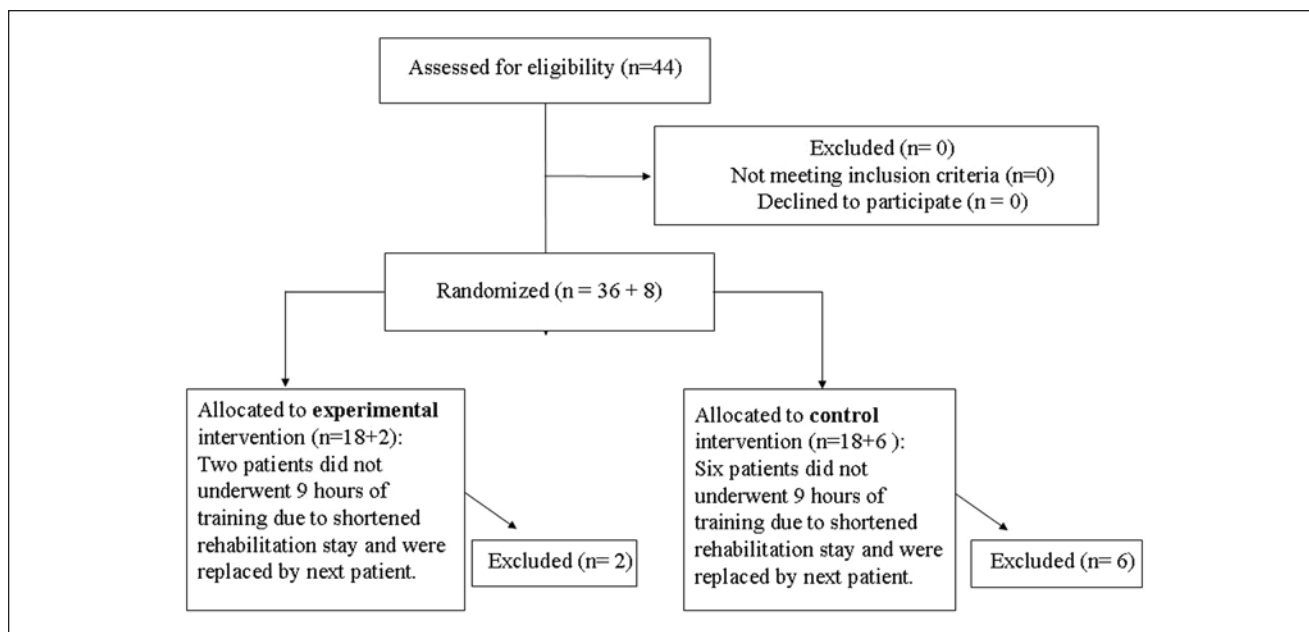 Assessed for eligibility (n=44)
Excluded (n= 0)
Not meeting inclusion criteria (n=0)
Declined to participate (n = 0)
Randomized (n = 36 + 8)
Allocated to experimental
intervention (n=18+2):
Two patients did not
underwent 9 hours of
training due to shortened
rehabilitation stay and were
replaced by next patient.
Excluded (n= 2)
Allocated to control
intervention (n=18+6 ):
Six patients did not
underwent 9 hours of
training due to shortened
rehabilitation stay and were
replaced by next patient.
Excluded (n= 6)